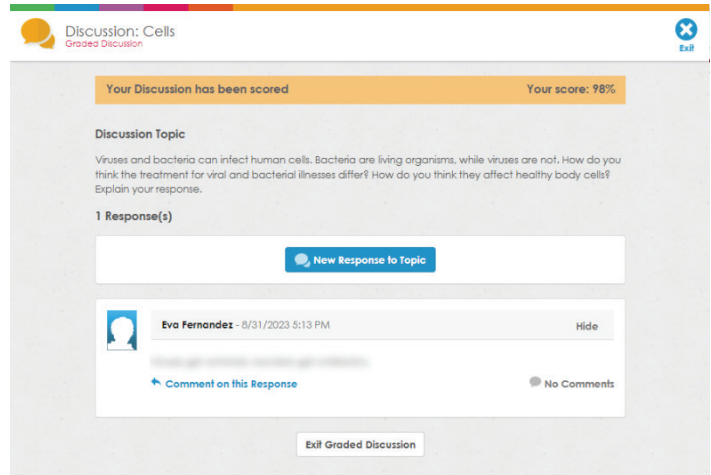 Discussion: Cells
Graded Discussion
Exit
Your Discussion has been scored
Your score: 98%
Discussion Topic
Viruses and bacteria can infect human cells. Bacteria are living organisms, while viruses are not. How do you
think the treatment for viral and bacterial illnesses differ? How do you think they affect healthy body cells?
Explain your response.
1 Response(s)
New Response to Topic
Eva Fernandez - 8/31/2023 5:13 PM
Hide
Comment on this Response
No Comments
Exit Graded Discussion